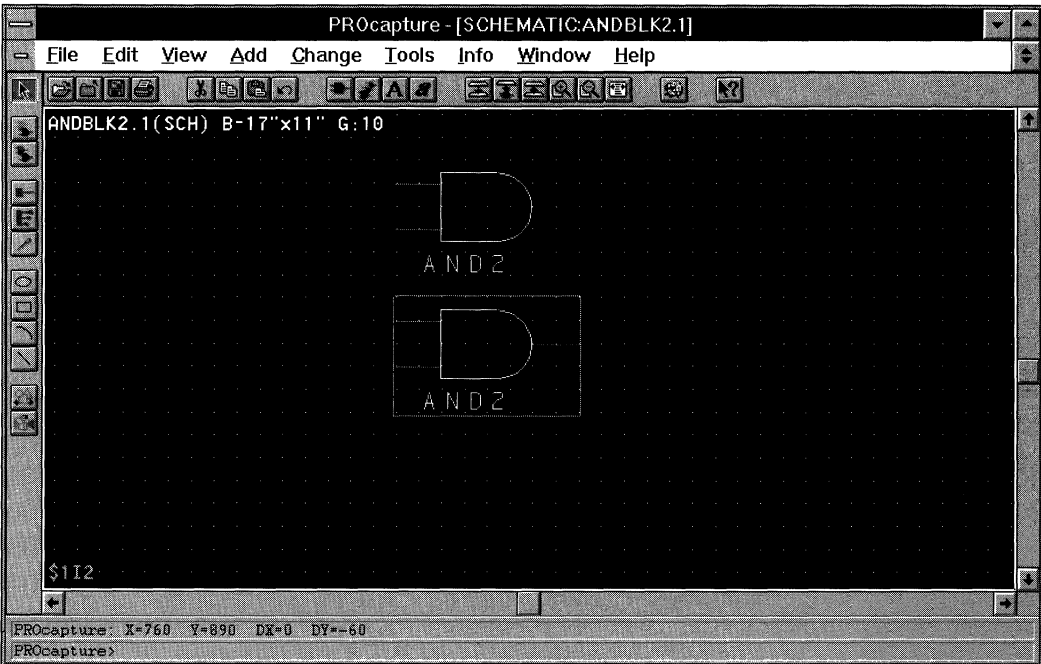 PROcapture - [SCHEMATIC:ANDBLK2.1]
File Edit View Add Change Tools Info Window Help
A
ANDBLK2.1(SCH) B-17"x11" G:10
AND2
AND2
$1I2
PROcapture: X=760 Y=890 DX=0 DY=-60
PROcapture>